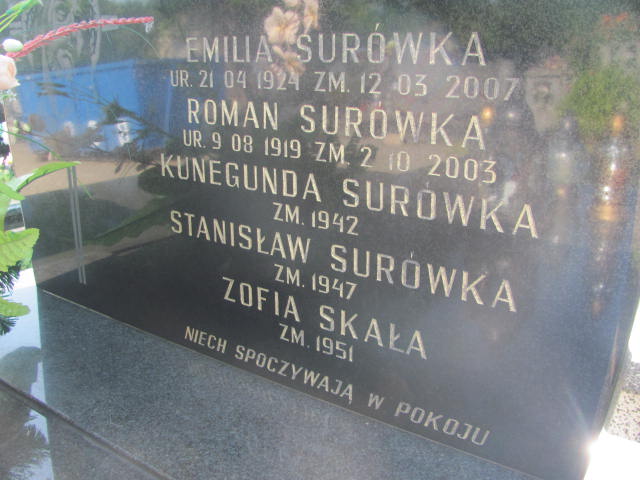 EMILIA SURÓWKA
UR. 21 04 1924 ZM. 12 03 2007
ROMAN SURÓWKA
UR. 9 08 1919 ZM. 2 10 2003
KUNEGUNDA SURÓWKA
ZM. 1942
STANISŁAW SURÓWKA
ZM. 1947
ZOFIA SKAŁA
ZM. 1951
NIECH SPOCZYWAJĄ W POKOJU